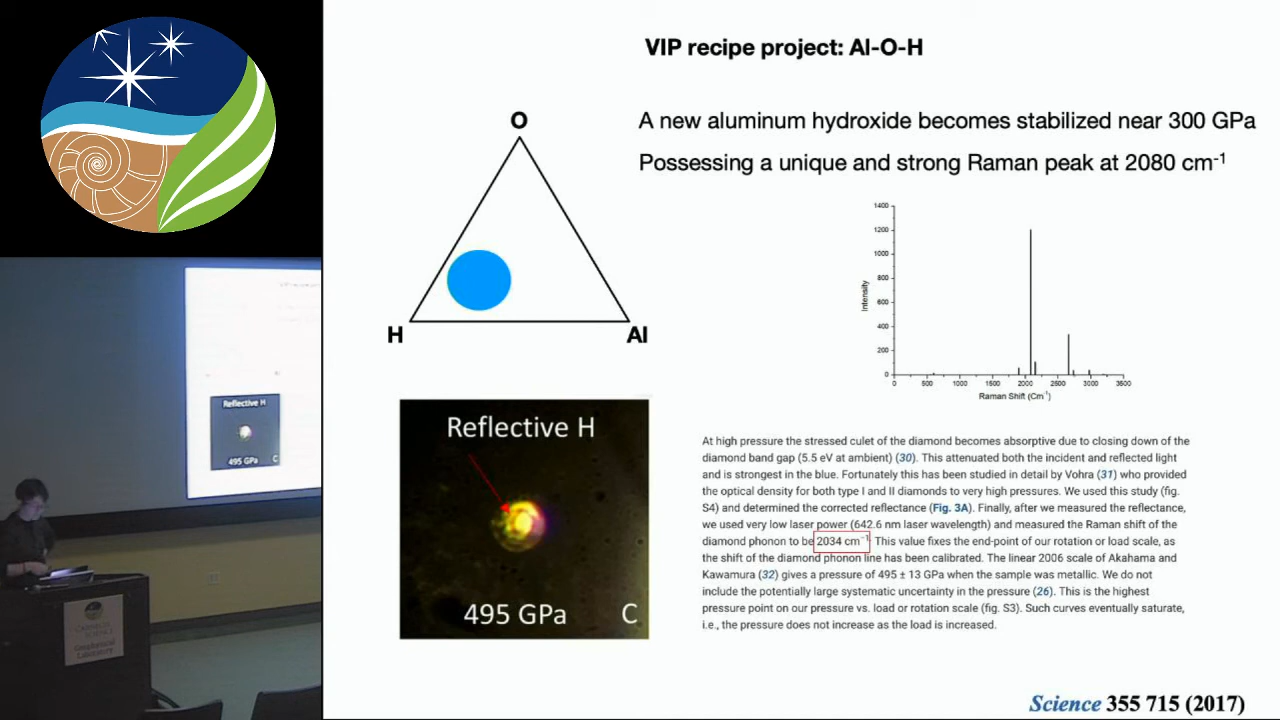 VIP recipe project: Al-O-H
A new aluminum hydroxide becomes stabilized near 300 GPa
Possessing a unique and strong Raman peak at 2080 cm⁻¹
O
H
Al
1400
1200
1000
800
600
400
200
0
Intensity
0 500 1000 1500 2000 2500 3000 3500
Raman Shift (Cm⁻¹)
Reflective H
495 GPa C
At high pressure the stressed culet of the diamond becomes absorptive due to closing down of the
diamond band gap (5.5 eV at ambient) (30). This attenuated both the incident and reflected light
and is strongest in the blue. Fortunately this has been studied in detail by Vohra (31) who provided
the optical density for both type I and II diamonds to very high pressures. We used this study (fig.
S4) and determined the corrected reflectance (Fig. 3A). Finally, after we measured the reflectance,
we used very low laser power (642.6 nm laser wavelength) and measured the Raman shift of the
diamond phonon to be 2034 cm⁻¹. This value fixes the end-point of our rotation or load scale, as
the shift of the diamond phonon line has been calibrated. The linear 2006 scale of Akahama and
Kawamura (32) gives a pressure of 495 ± 13 GPa when the sample was metallic. We do not
include the potentially large systematic uncertainty in the pressure (26). This is the highest
pressure point on our pressure vs. load or rotation scale (fig. S3). Such curves eventually saturate,
i.e., the pressure does not increase as the load is increased.
Science 355 715 (2017)
Reflective H
495 GPa C